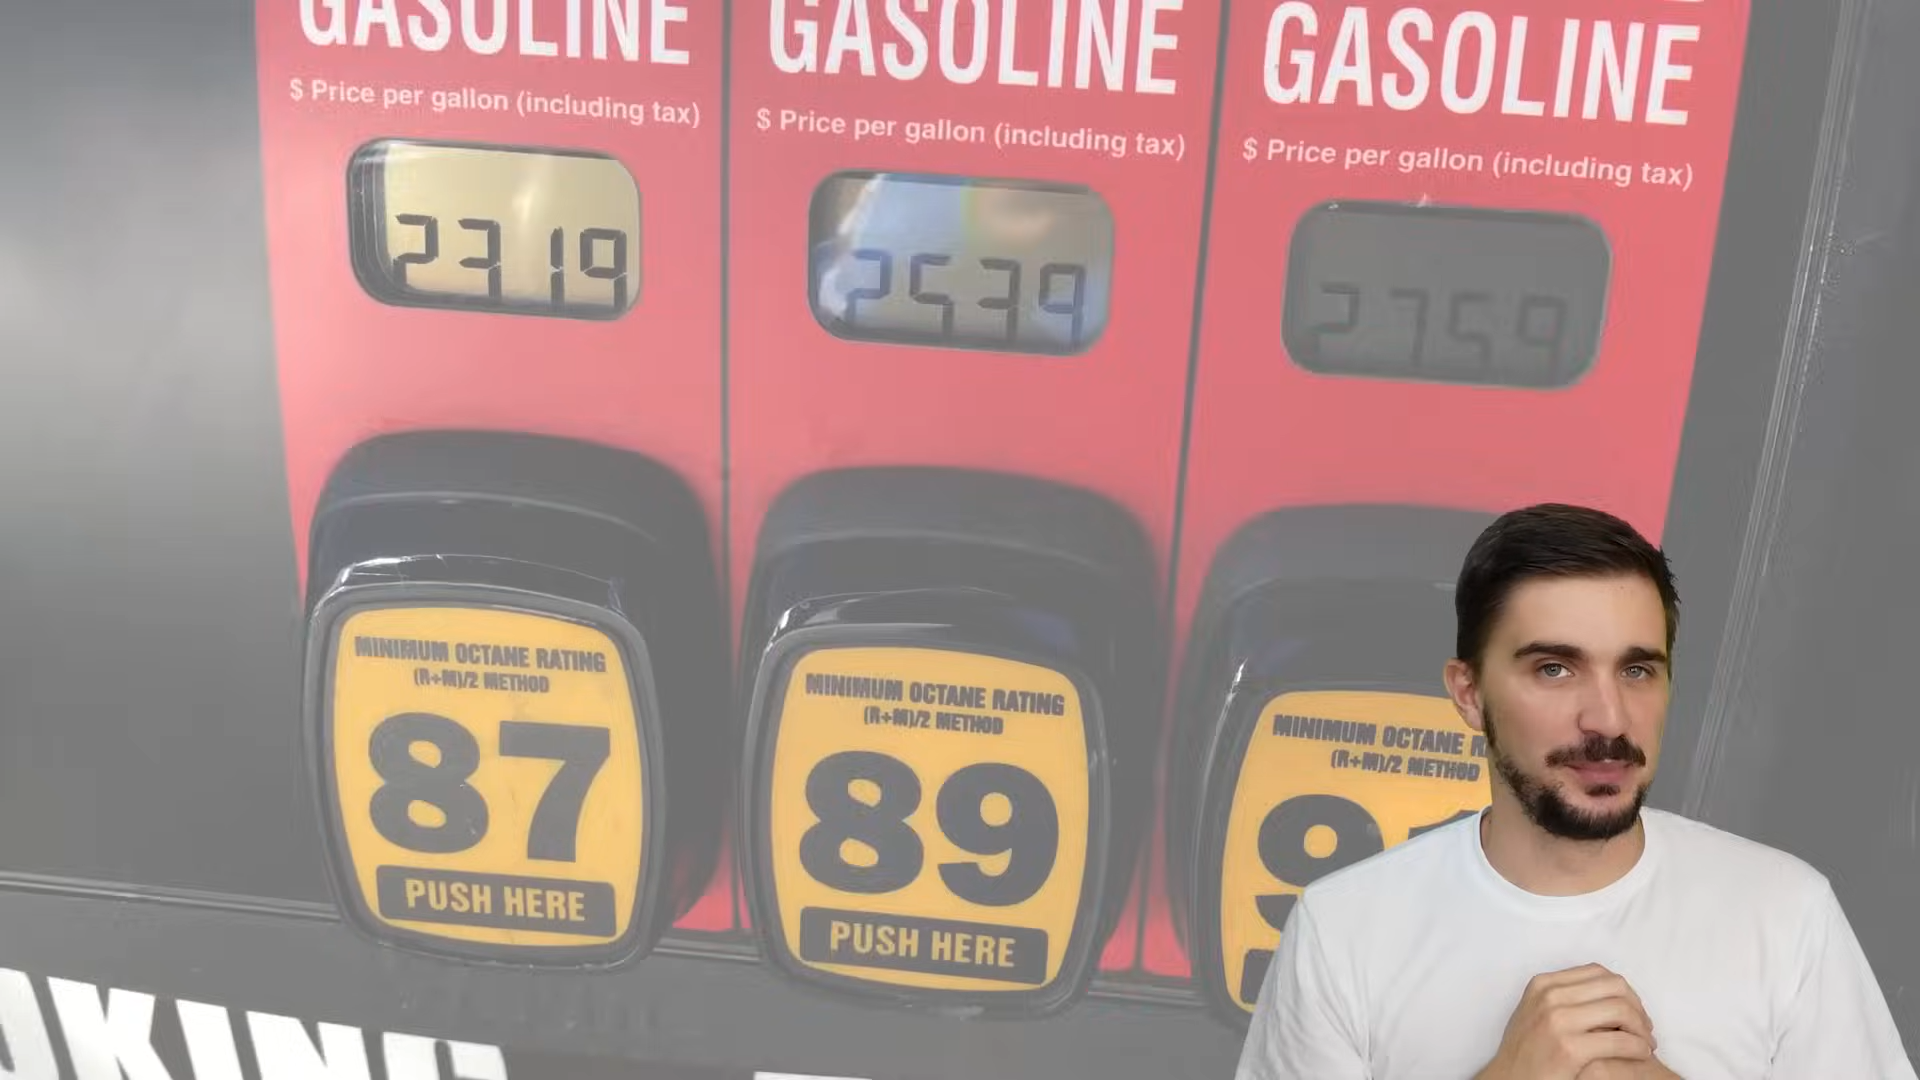 GASOLINE
$ Price per gallon (including tax)
2319
MINIMUM OCTANE RATING
(R+M)/2 METHOD
87
PUSH HERE
GASOLINE
$ Price per gallon (including tax)
2539
MINIMUM OCTANE RATING
(R+M)/2 METHOD
89
PUSH HERE
GASOLINE
$ Price per gallon (including tax)
2759
MINIMUM OCTANE
(R+M)/2 METHOD
OKING